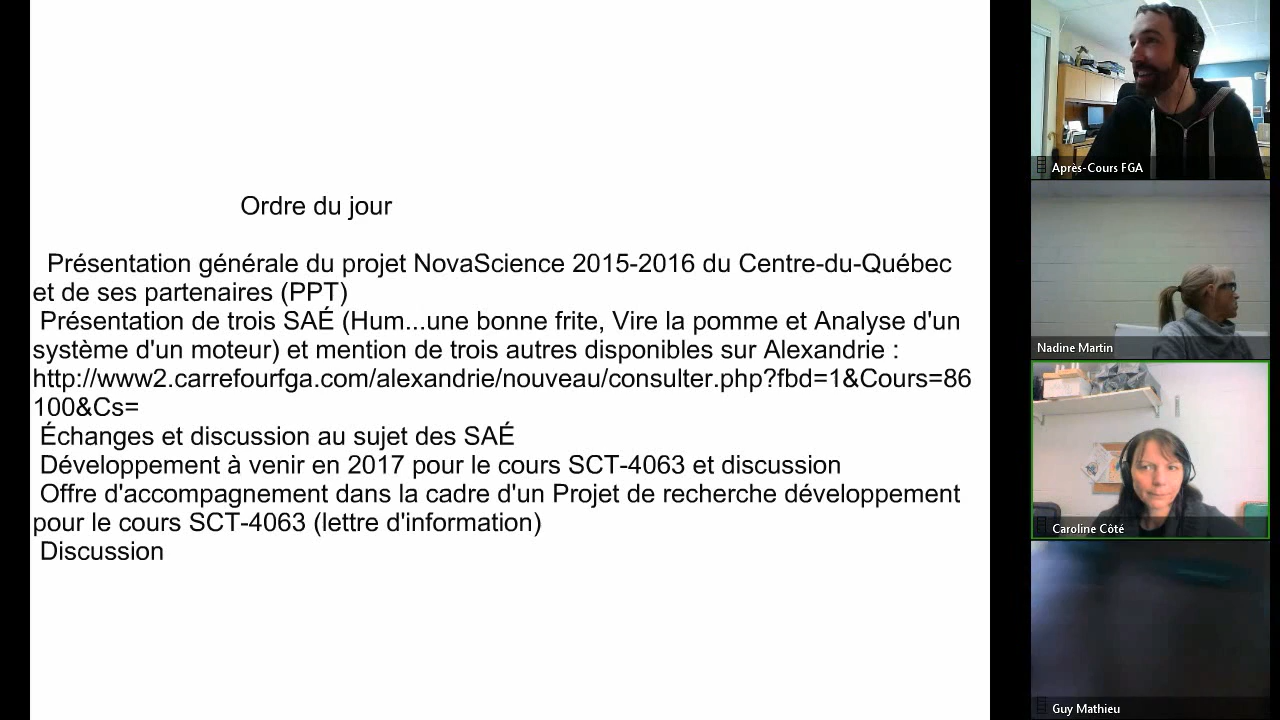 Ordre du jour
Présentation générale du projet NovaScience 2015-2016 du Centre-du-Québec
et de ses partenaires (PPT)
Présentation de trois SAÉ (Hum...une bonne frite, Vire la pomme et Analyse d'un
système d'un moteur) et mention de trois autres disponibles sur Alexandrie :
http://www2.carrefourfga.com/alexandrie/nouveau/consulter.php?fbd=1&Cours=86
100&Cs=
Échanges et discussion au sujet des SAÉ
Développement à venir en 2017 pour le cours SCT-4063 et discussion
Offre d'accompagnement dans la cadre d'un Projet de recherche développement
pour le cours SCT-4063 (lettre d'information)
Discussion
Après-Cours FGA
Nadine Martin
Caroline Côté
Guy Mathieu